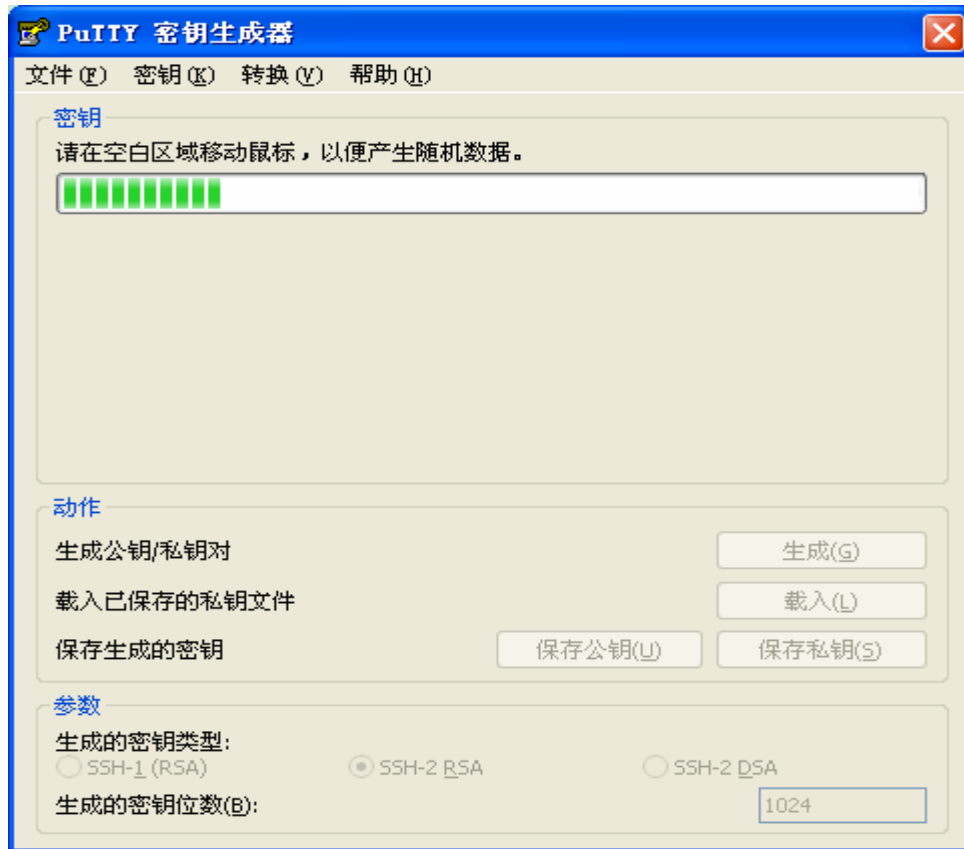 PuTTY 密钥生成器
文件(F) 密钥(K) 转换(V) 帮助(H)
密钥
请在空白区域移动鼠标，以便产生随机数据。
动作
生成公钥/私钥对 生成(G)
载入已保存的私钥文件 载入(L)
保存生成的密钥 保存公钥(U) 保存私钥(S)
参数
生成的密钥类型:
SSH-1 (RSA) SSH-2 RSA SSH-2 DSA
生成的密钥位数(B): 1024